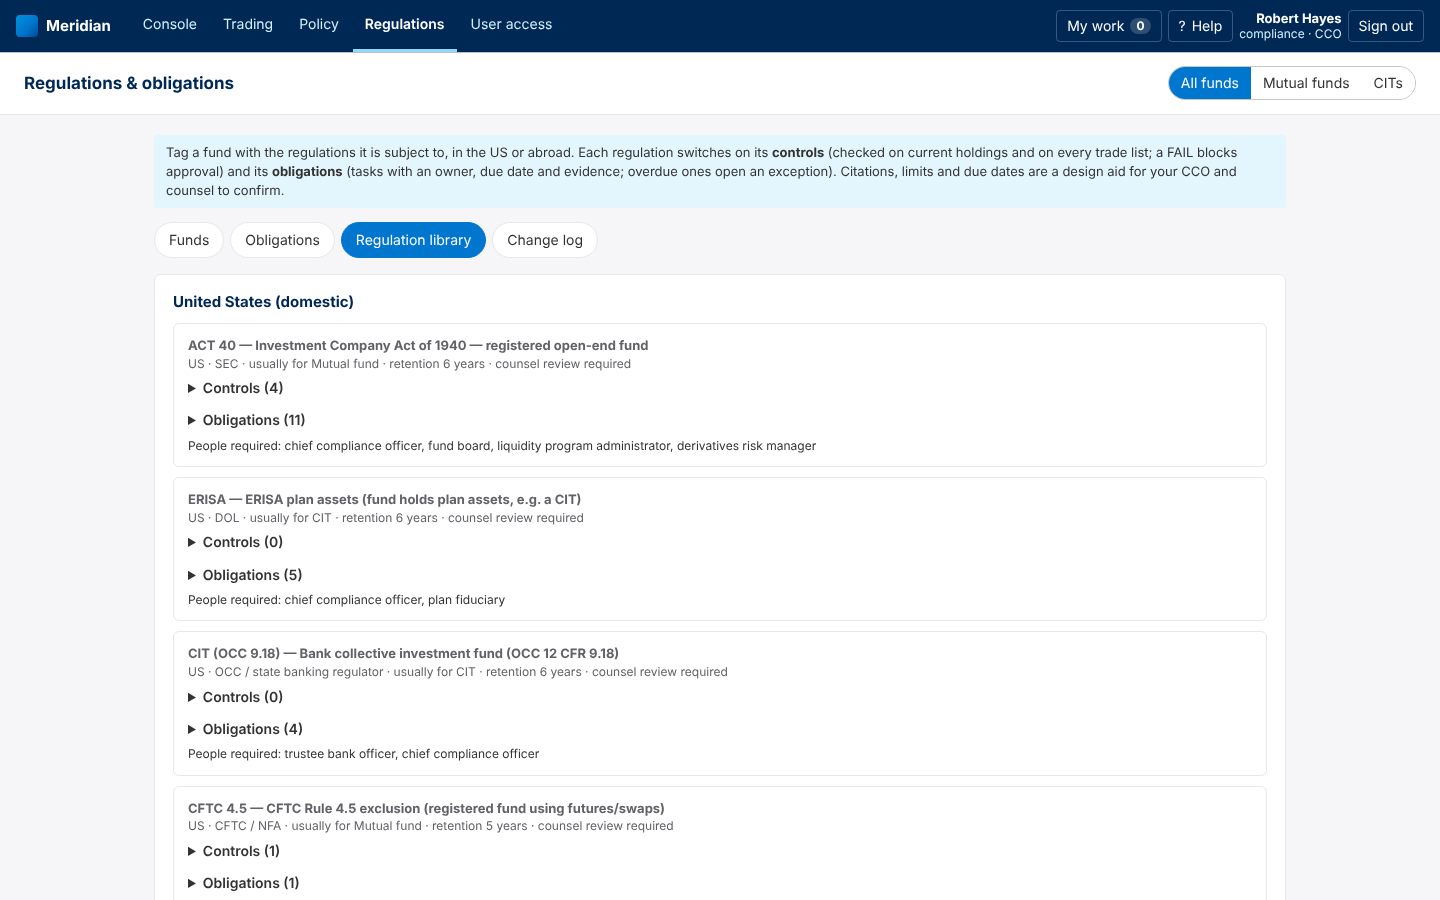 Meridian
Console
Trading
Policy
Regulations
User access
My work 0
? Help
Robert Hayes
compliance · CCO
Sign out
Regulations & obligations
All funds
Mutual funds
CITs
Tag a fund with the regulations it is subject to, in the US or abroad. Each regulation switches on its controls (checked on current holdings and on every trade list; a FAIL blocks
approval) and its obligations (tasks with an owner, due date and evidence; overdue ones open an exception). Citations, limits and due dates are a design aid for your CCO and
counsel to confirm.
Funds
Obligations
Regulation library
Change log
United States (domestic)
ACT 40 — Investment Company Act of 1940 — registered open-end fund
US · SEC · usually for Mutual fund · retention 6 years · counsel review required
▶ Controls (4)
▶ Obligations (11)
People required: chief compliance officer, fund board, liquidity program administrator, derivatives risk manager
ERISA — ERISA plan assets (fund holds plan assets, e.g. a CIT)
US · DOL · usually for CIT · retention 6 years · counsel review required
▶ Controls (0)
▶ Obligations (5)
People required: chief compliance officer, plan fiduciary
CIT (OCC 9.18) — Bank collective investment fund (OCC 12 CFR 9.18)
US · OCC / state banking regulator · usually for CIT · retention 6 years · counsel review required
▶ Controls (0)
▶ Obligations (4)
People required: trustee bank officer, chief compliance officer
CFTC 4.5 — CFTC Rule 4.5 exclusion (registered fund using futures/swaps)
US · CFTC / NFA · usually for Mutual fund · retention 5 years · counsel review required
▶ Controls (1)
▶ Obligations (1)